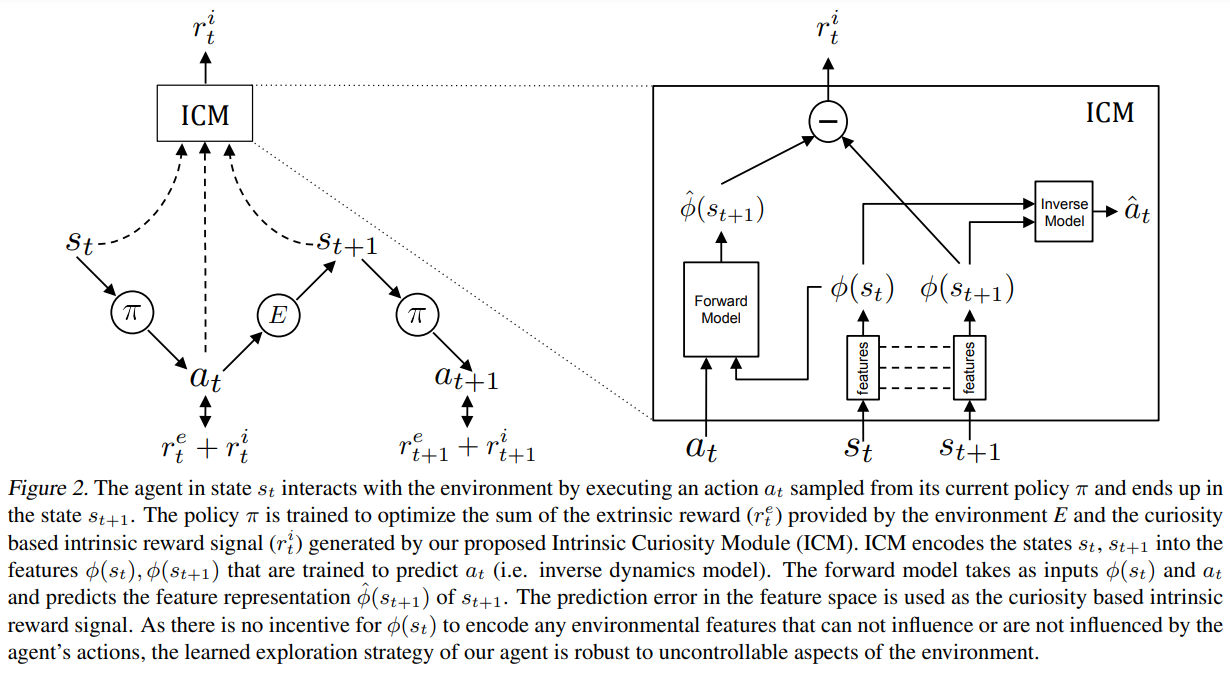 r_t^i
ICM
s_t
s_{t+1}
π
E
π
a_t
a_{t+1}
r_t^e + r_t^i
r_{t+1}^e + r_{t+1}^i
r_t^i
ICM
−
\hat{ϕ}(s_{t+1})
Inverse
Model
\hat{a}_t
Forward
Model
ϕ(s_t)
ϕ(s_{t+1})
features
features
a_t
s_t
s_{t+1}
Figure 2. The agent in state s_t interacts with the environment by executing an action a_t sampled from its current policy π and ends up in
the state s_{t+1}. The policy π is trained to optimize the sum of the extrinsic reward (r_t^e) provided by the environment E and the curiosity
based intrinsic reward signal (r_t^i) generated by our proposed Intrinsic Curiosity Module (ICM). ICM encodes the states s_t, s_{t+1} into the
features ϕ(s_t), ϕ(s_{t+1}) that are trained to predict a_t (i.e. inverse dynamics model). The forward model takes as inputs ϕ(s_t) and a_t
and predicts the feature representation \hat{ϕ}(s_{t+1}) of s_{t+1}. The prediction error in the feature space is used as the curiosity based intrinsic
reward signal. As there is no incentive for ϕ(s_t) to encode any environmental features that can not influence or are not influenced by the
agent's actions, the learned exploration strategy of our agent is robust to uncontrollable aspects of the environment.